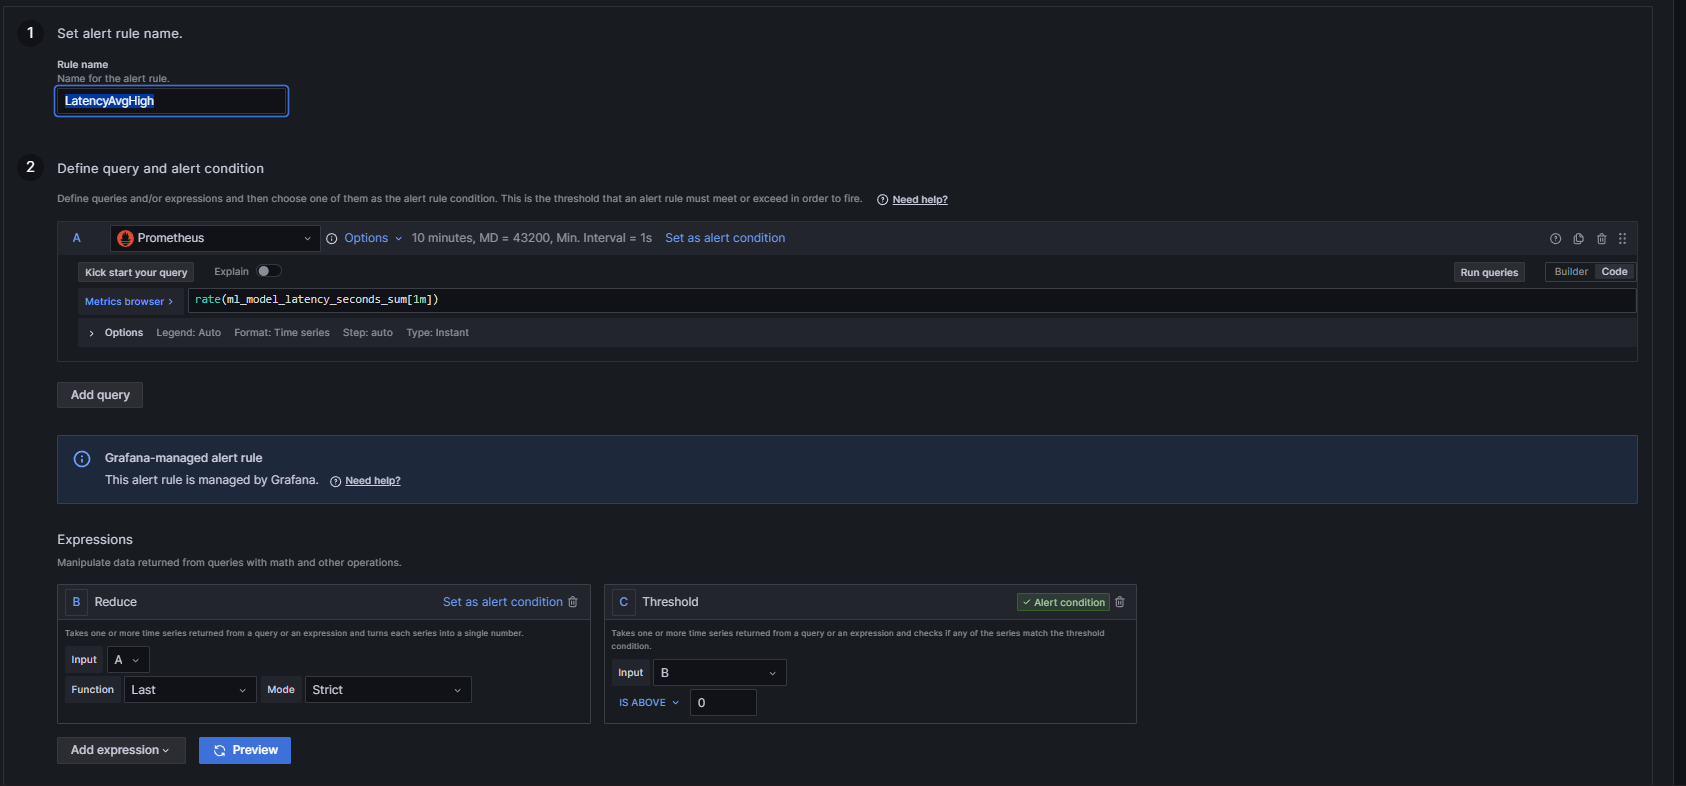 1 Set alert rule name.
Rule name
Name for the alert rule.
LatencyAvgHigh
2 Define query and alert condition
Define queries and/or expressions and then choose one of them as the alert rule condition. This is the threshold that an alert rule must meet or exceed in order to fire. Need help?
A Prometheus Options 10 minutes, MD = 43200, Min. Interval = 1s Set as alert condition
Kick start your query Explain Run queries Builder Code
Metrics browser > rate(ml_model_latency_seconds_sum[1m])
> Options Legend: Auto Format: Time series Step: auto Type: Instant
Add query
Grafana-managed alert rule
This alert rule is managed by Grafana. Need help?
Expressions
Manipulate data returned from queries with math and other operations.
B Reduce Set as alert condition
Takes one or more time series returned from a query or an expression and turns each series into a single number.
Input A
Function Last Mode Strict
C Threshold Alert condition
Takes one or more time series returned from a query or an expression and checks if any of the series match the threshold
condition.
Input B
IS ABOVE 0
Add expression Preview